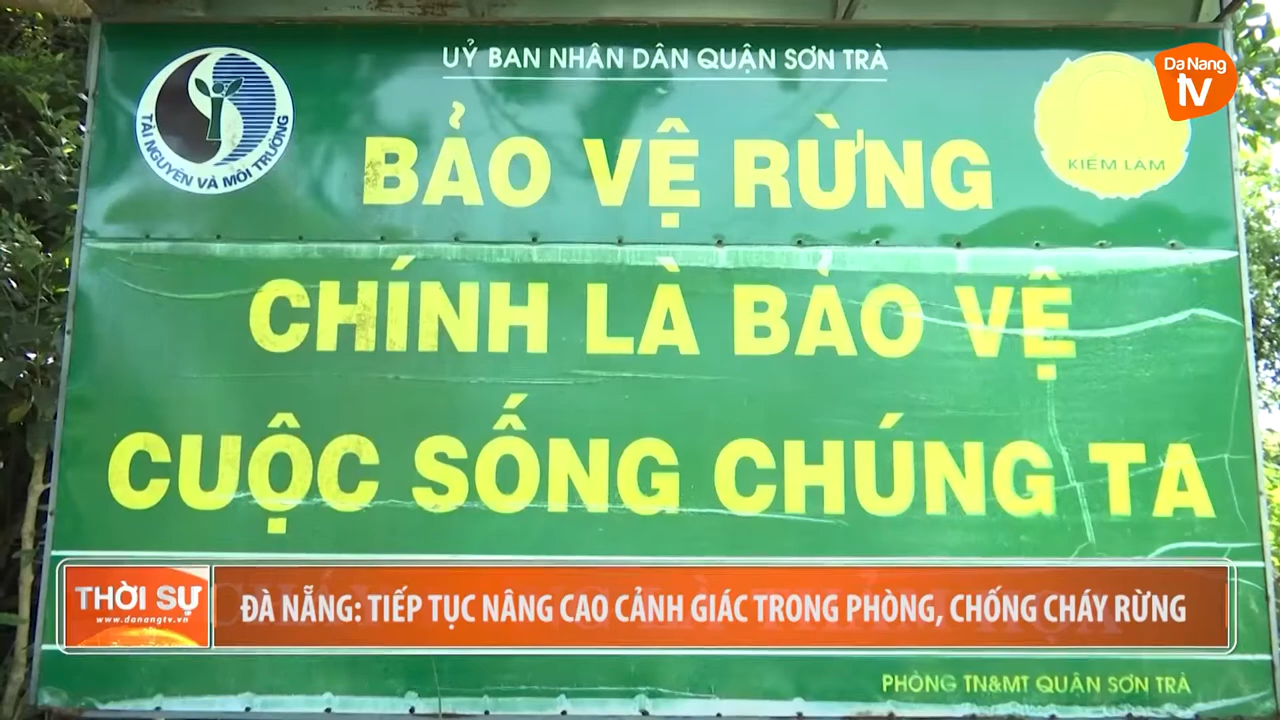 UỶ BAN NHÂN DÂN QUẬN SƠN TRÀ
Da Nang
tv
TÀI NGUYÊN VÀ MÔI TRƯỜNG
KIỂM LÂM
BẢO VỆ RỪNG
CHÍNH LÀ BẢO VỆ
CUỘC SỐNG CHÚNG TA
THỜI SỰ
www.danangtv.vn
ĐÀ NẴNG: TIẾP TỤC NÂNG CAO CẢNH GIÁC TRONG PHÒNG, CHỐNG CHÁY RỪNG
PHÒNG TN&MT QUẬN SƠN TRÀ